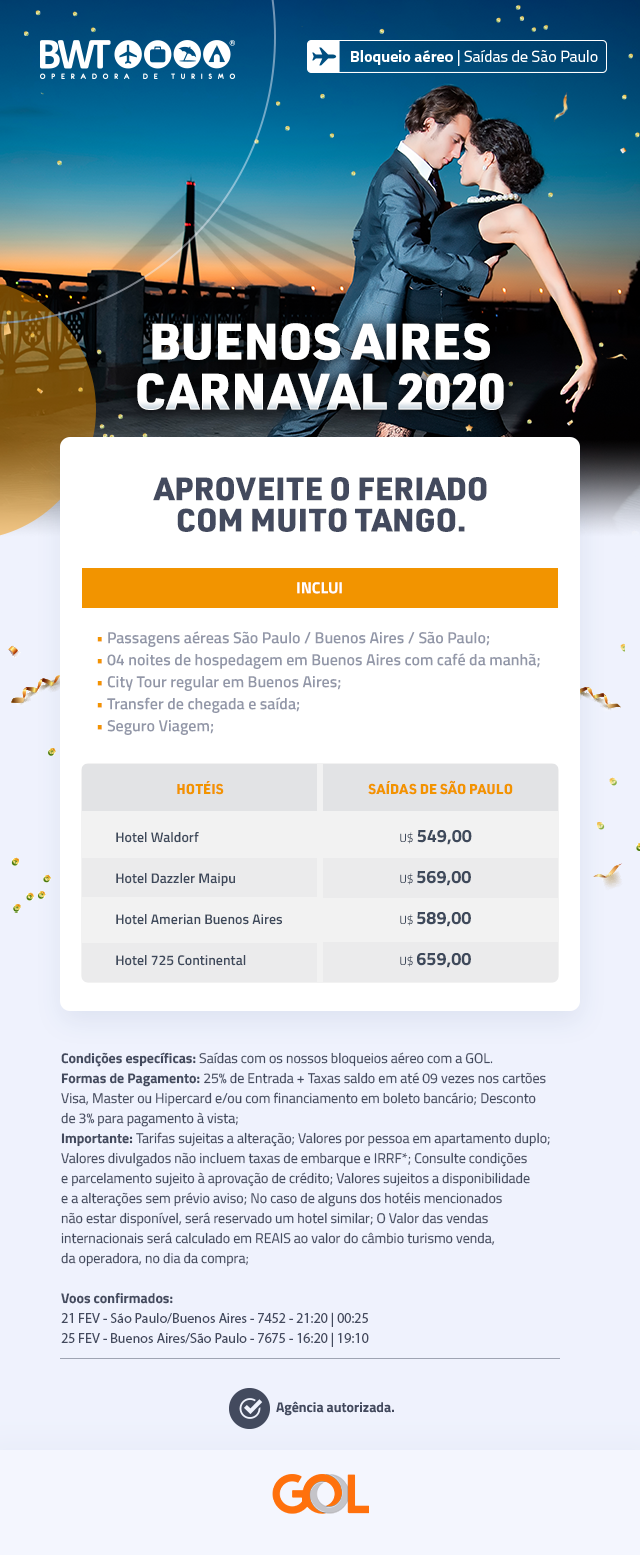 BWT
OPERADORA DE TURISMO
Bloqueio aéreo | Saídas de São Paulo
BUENOS AIRES
CARNAVAL 2020
APROVEITE O FERIADO
COM MUITO TANGO.
INCLUI
▪ Passagens aéreas São Paulo / Buenos Aires / São Paulo;
▪ 04 noites de hospedagem em Buenos Aires com café da manhã;
▪ City Tour regular em Buenos Aires;
▪ Transfer de chegada e saída;
▪ Seguro Viagem;
HOTÉIS SAÍDAS DE SÃO PAULO
Hotel Waldorf U$ 549,00
Hotel Dazzler Maipu U$ 569,00
Hotel Amerian Buenos Aires U$ 589,00
Hotel 725 Continental U$ 659,00
Condições específicas: Saídas com os nossos bloqueios aéreo com a GOL.
Formas de Pagamento: 25% de Entrada + Taxas saldo em até 09 vezes nos cartões
Visa, Master ou Hipercard e/ou com financiamento em boleto bancário; Desconto
de 3% para pagamento à vista;
Importante: Tarifas sujeitas a alteração; Valores por pessoa em apartamento duplo;
Valores divulgados não incluem taxas de embarque e IRRF*; Consulte condições
e parcelamento sujeito à aprovação de crédito; Valores sujeitos a disponibilidade
e a alterações sem prévio aviso; No caso de alguns dos hotéis mencionados
não estar disponível, será reservado um hotel similar; O Valor das vendas
internacionais será calculado em REAIS ao valor do câmbio turismo venda,
da operadora, no dia da compra;
Voos confirmados:
21 FEV - São Paulo/Buenos Aires - 7452 - 21:20 | 00:25
25 FEV - Buenos Aires/São Paulo - 7675 - 16:20 | 19:10
Agência autorizada.
GOL